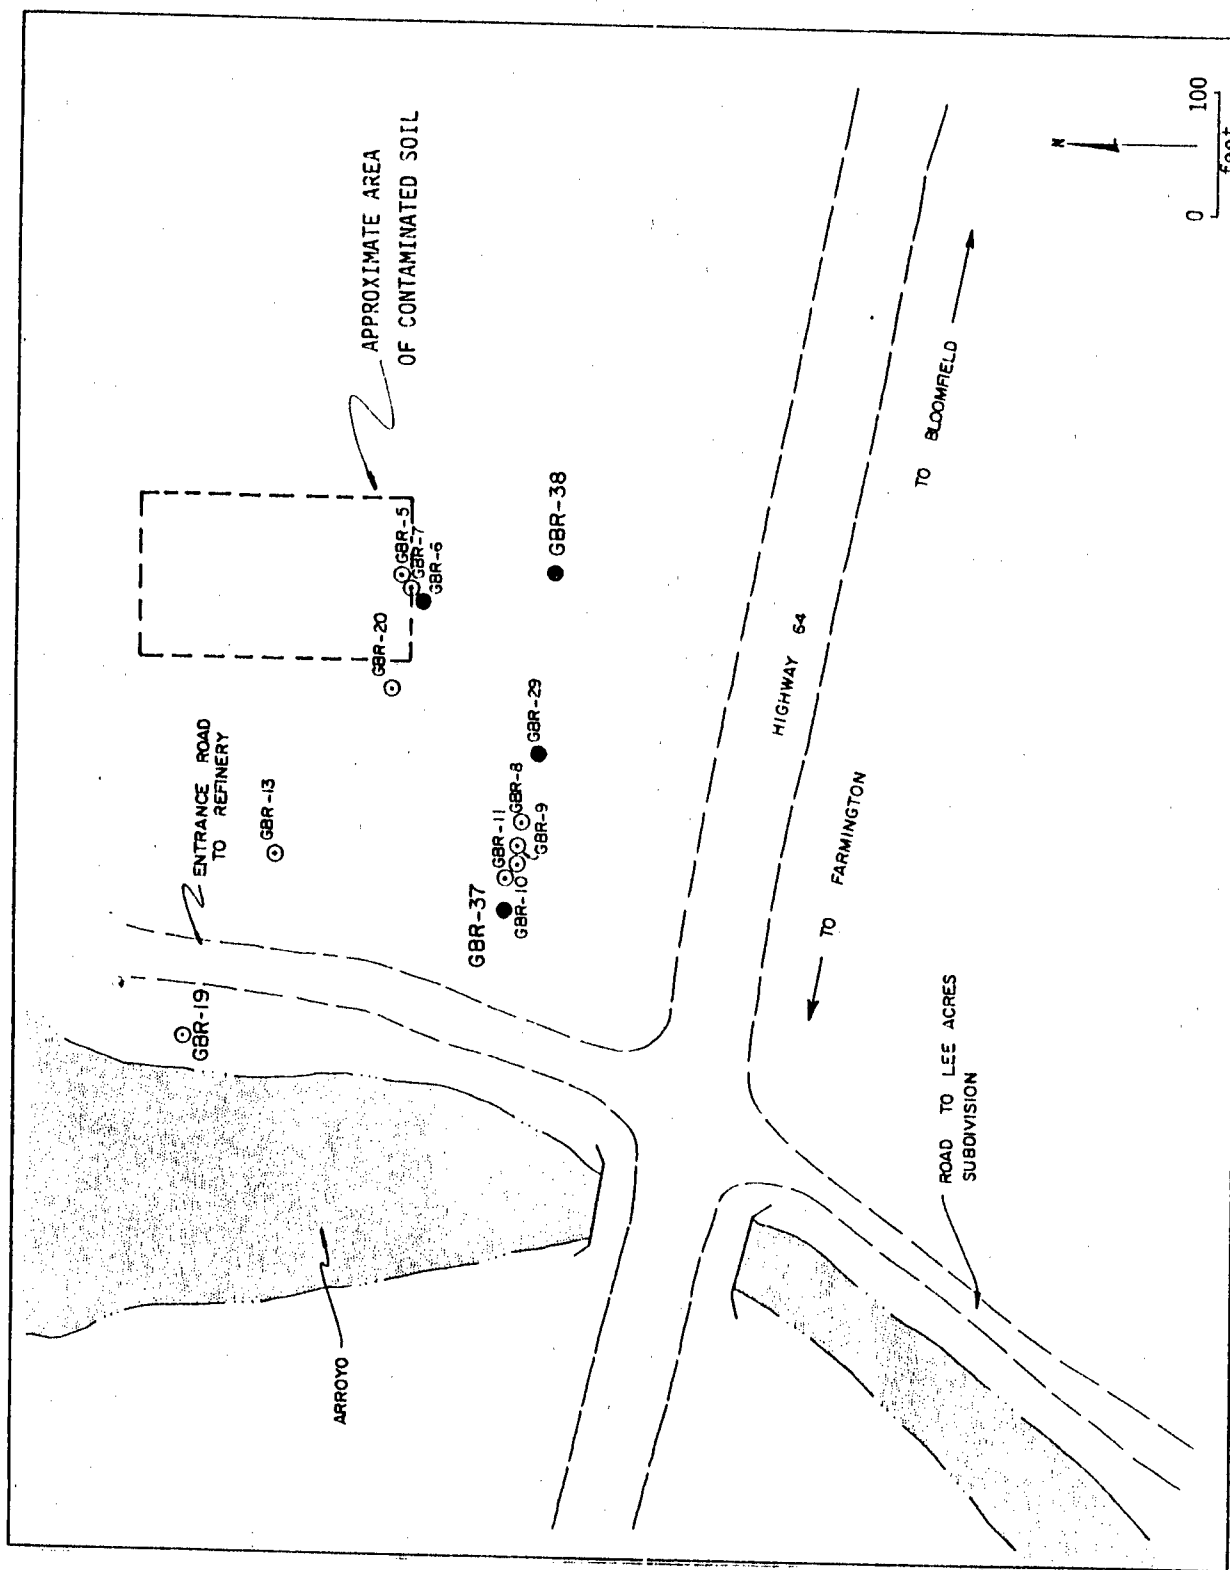 APPROXIMATE AREA
OF CONTAMINATED SOIL
ENTRANCE ROAD
TO REFINERY
GBR-19
GBR-13
GBR-20
GBR-5
GBR-7
GBR-6
GBR-38
GBR-29
GBR-8
GBR-9
GBR-11
GBR-10
GBR-37
ARROYO
HIGHWAY 64
TO BLOOMFIELD
TO FARMINGTON
ROAD TO LEE ACRES
SUBDIVISION
N
0 100
feet